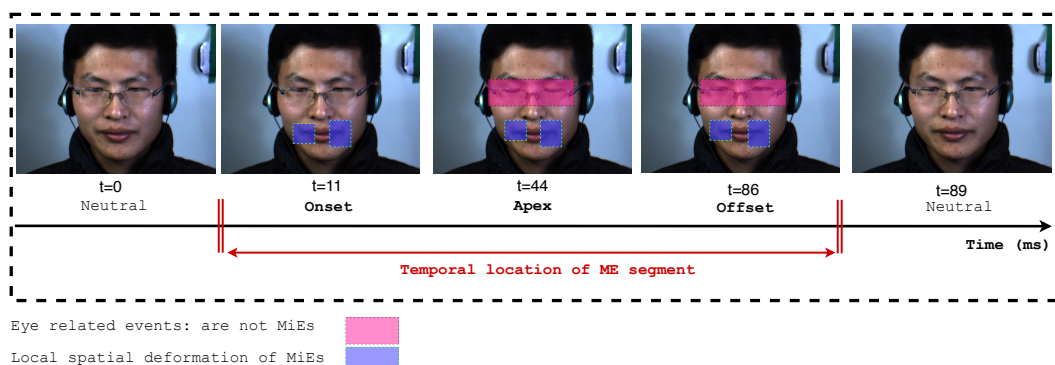 t=0 t=11 t=44 t=86 t=89
Neutral Onset Apex Offset Neutral
Time (ms)
Temporal location of ME segment
Eye related events: are not MiEs
Local spatial deformation of MiEs